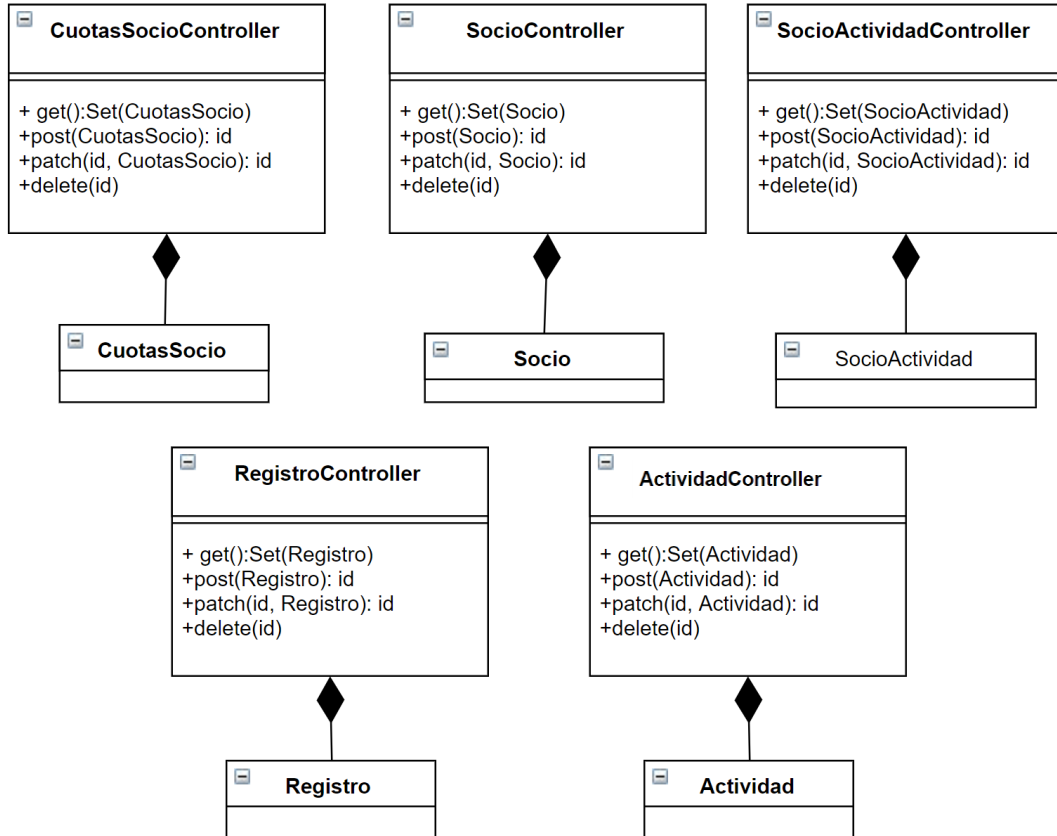 CuotasSocioController
+ get():Set(CuotasSocio)
+post(CuotasSocio): id
+patch(id, CuotasSocio): id
+delete(id)
CuotasSocio
SocioController
+ get():Set(Socio)
+post(Socio): id
+patch(id, Socio): id
+delete(id)
Socio
SocioActividadController
+ get():Set(SocioActividad)
+post(SocioActividad): id
+patch(id, SocioActividad): id
+delete(id)
SocioActividad
RegistroController
+ get():Set(Registro)
+post(Registro): id
+patch(id, Registro): id
+delete(id)
Registro
ActividadController
+ get():Set(Actividad)
+post(Actividad): id
+patch(id, Actividad): id
+delete(id)
Actividad